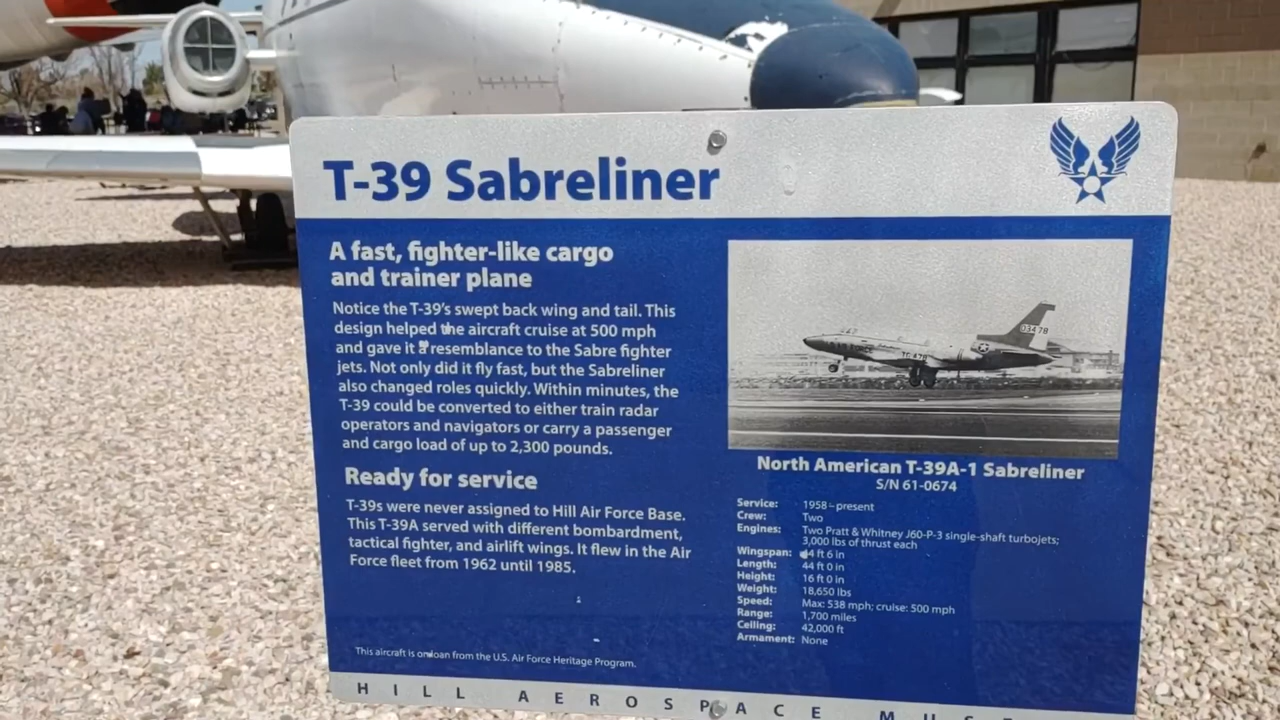 T-39 Sabreliner
A fast, fighter-like cargo
and trainer plane
Notice the T-39's swept back wing and tail. This
design helped the aircraft cruise at 500 mph
and gave it resemblance to the Sabre fighter
jets. Not only did it fly fast, but the Sabreliner
also changed roles quickly. Within minutes, the
T-39 could be converted to either train radar
operators and navigators or carry a passenger
and cargo load of up to 2,300 pounds.
Ready for service
T-39s were never assigned to Hill Air Force Base.
This T-39A served with different bombardment,
tactical fighter, and airlift wings. It flew in the Air
Force fleet from 1962 until 1985.
This aircraft is on loan from the U.S. Air Force Heritage Program.
03478
North American T-39A-1 Sabreliner
S/N 61-0674
Service: 1958 - present
Crew: Two
Engines: Two Pratt & Whitney J60-P-3 single-shaft turbojets;
3,000 lbs of thrust each
Wingspan: 44 ft 6 in
Length: 44 ft 0 in
Height: 16 ft 0 in
Weight: 18,650 lbs
Speed: Max: 538 mph; cruise: 500 mph
Range: 1,700 miles
Ceiling: 42,000 ft
Armament: None
HILL AEROSPACE